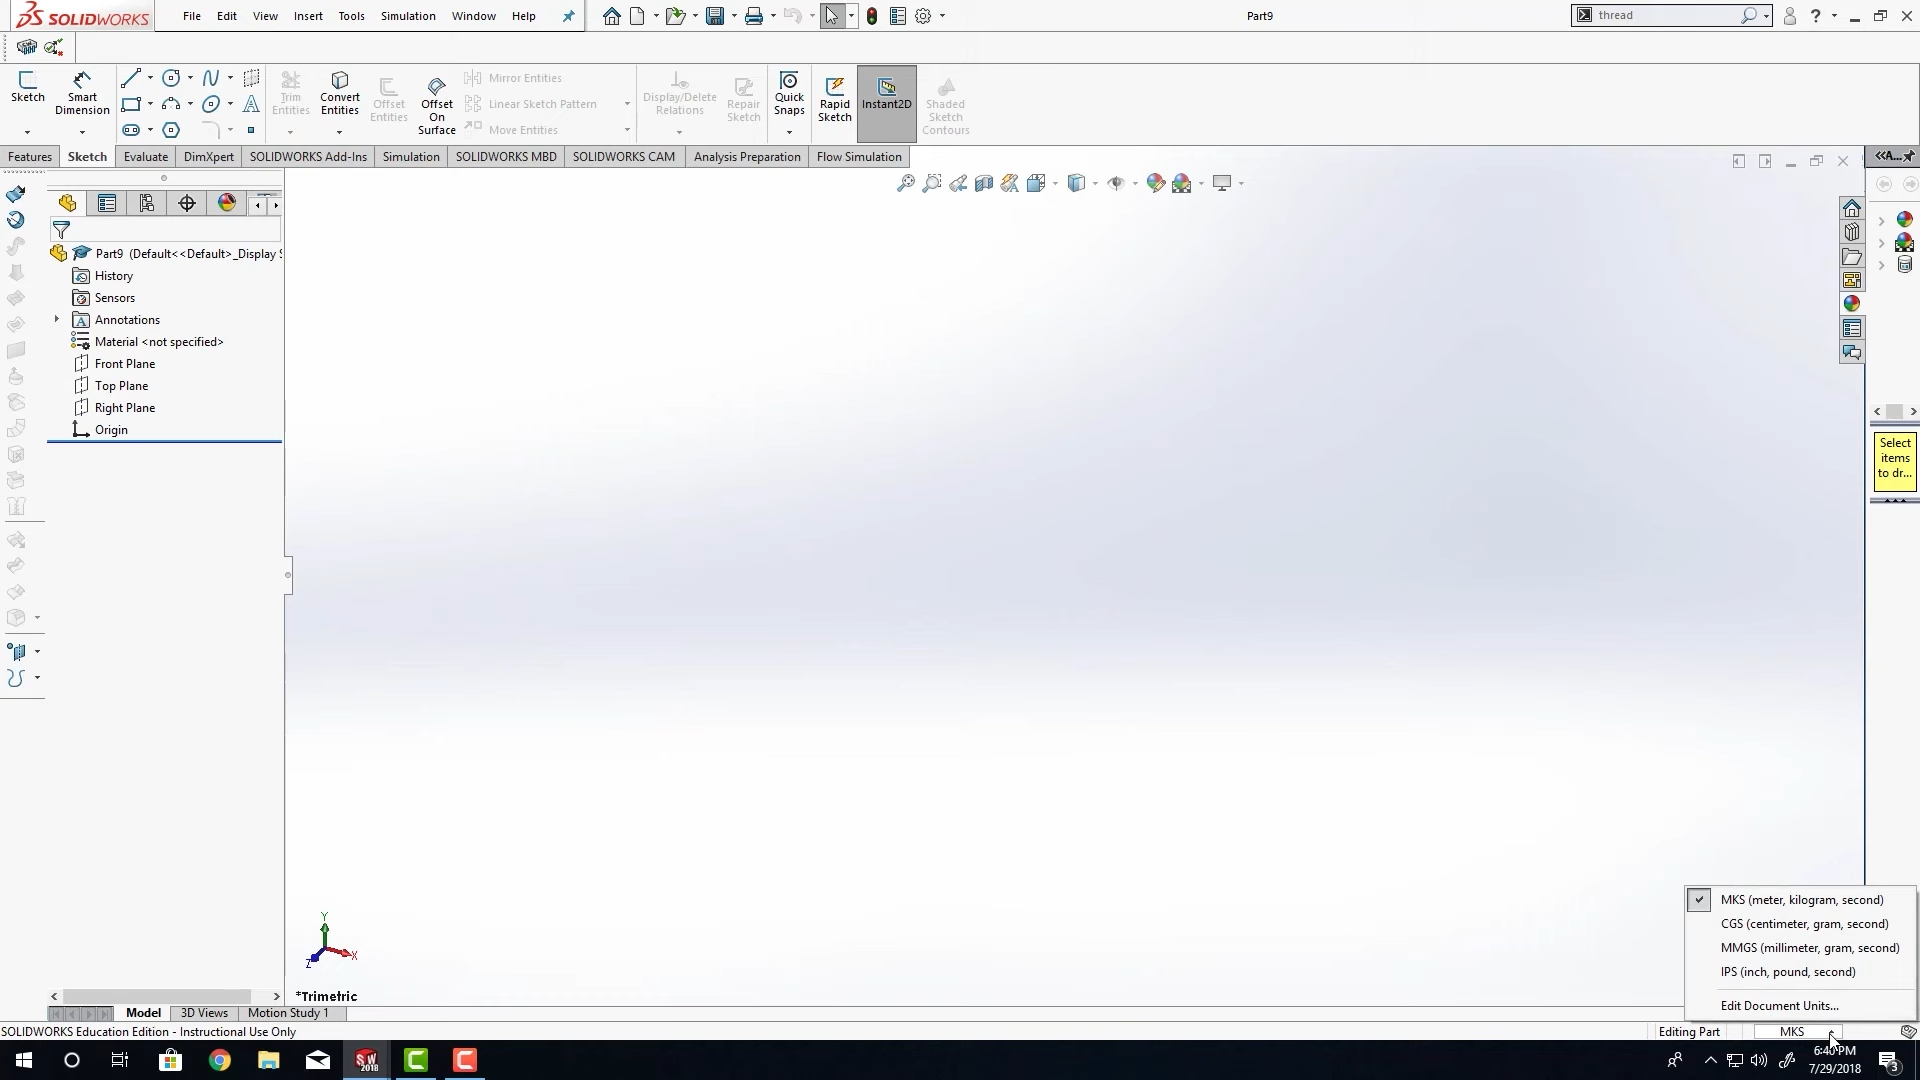 SOLIDWORKS File Edit View Insert Tools Simulation Window Help Part9 thread ?
Sketch Smart Dimension Trim Entities Convert Entities Offset Entities Offset On Surface Mirror Entities Linear Sketch Pattern Move Entities Display/Delete Relations Repair Sketch Quick Snaps Rapid Sketch Instant2D Shaded Sketch Contours
Features Sketch Evaluate DimXpert SOLIDWORKS Add-Ins Simulation SOLIDWORKS MBD SOLIDWORKS CAM Analysis Preparation Flow Simulation
A...
Part9 (Default<<Default>_Display S
History
Sensors
Annotations
Material <not specified>
Front Plane
Top Plane
Right Plane
Origin
Select
items
to dr...
Y
X
Z
*Trimetric
MKS (meter, kilogram, second)
CGS (centimeter, gram, second)
MMGS (millimeter, gram, second)
IPS (inch, pound, second)
Edit Document Units...
Model 3D Views Motion Study 1
SOLIDWORKS Education Edition - Instructional Use Only Editing Part MKS
SW 2018
6:40 PM
7/29/2018
3